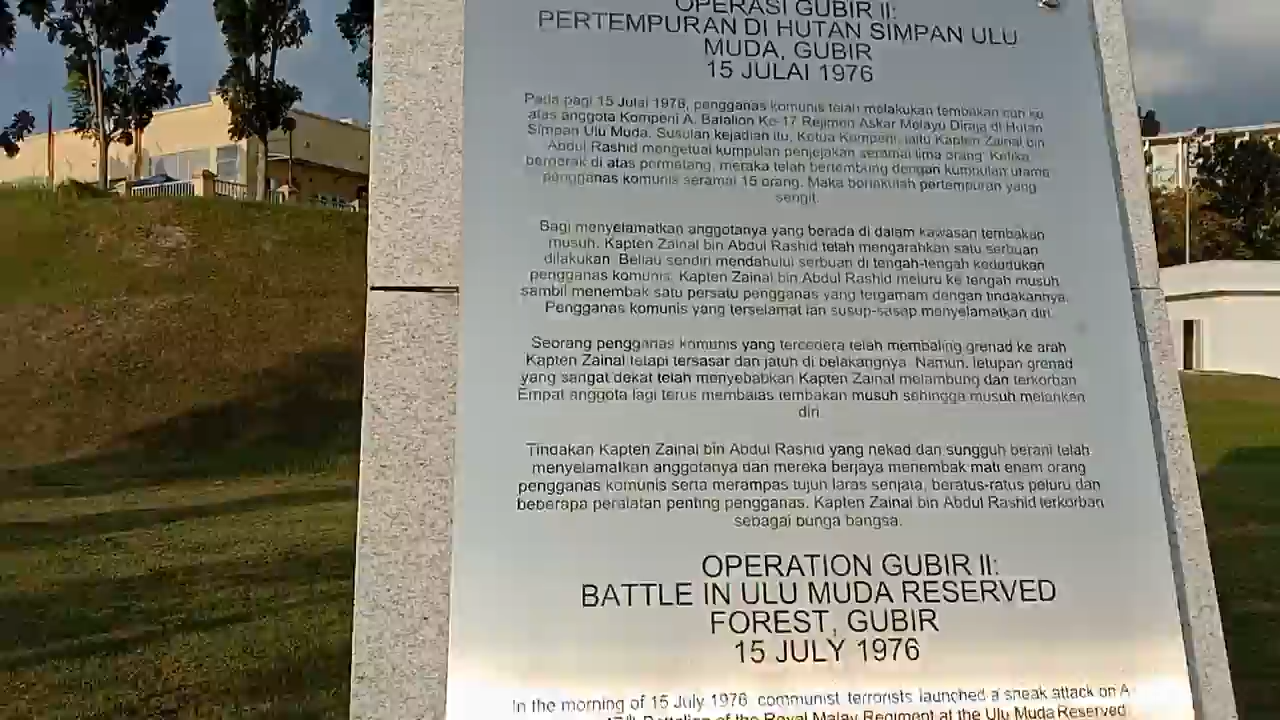 OPERASI GUBIR II:
PERTEMPURAN DI HUTAN SIMPAN ULU
MUDA, GUBIR
15 JULAI 1976
Pada pagi 15 Julai 1976, pengganas komunis telah melakukan tembakan curi ke
atas anggota Kompeni A, Batalion Ke-17 Rejimen Askar Melayu Diraja di Hutan
Simpan Ulu Muda. Susulan kejadian itu, Ketua Kompeni, iaitu Kapten Zainal bin
Abdul Rashid mengetuai kumpulan penjejakan seramai lima orang. Ketika
bergerak di atas permatang, meraka telah bertembung dengan kumpulan utama
pengganas komunis seramai 15 orang. Maka berlakulah pertempuran yang
sengit.
Bagi menyelamatkan anggotanya yang berada di dalam kawasan tembakan
musuh, Kapten Zainal bin Abdul Rashid telah mengarahkan satu serbuan
dilakukan. Beliau sendiri mendahului serbuan di tengah-tengah kedudukan
pengganas komunis. Kapten Zainal bin Abdul Rashid meluru ke tengah musuh
sambil menembak satu persatu pengganas yang tergamam dengan tindakannya.
Pengganas komunis yang terselamat lari susup-sasap menyelamatkan diri.
Seorang pengganas komunis yang tercedera telah membaling grenad ke arah
Kapten Zainal tetapi tersasar dan jatuh di belakangnya. Namun, letupan grenad
yang sangat dekat telah menyebabkan Kapten Zainal melambung dan terkorban.
Empat anggota lagi terus membalas tembakan musuh sehingga musuh melarikan
diri.
Tindakan Kapten Zainal bin Abdul Rashid yang nekad dan sungguh berani telah
menyelamatkan anggotanya dan mereka berjaya menembak mati enam orang
pengganas komunis serta merampas tujuh laras senjata, beratus-ratus peluru dan
beberapa peralatan penting pengganas. Kapten Zainal bin Abdul Rashid terkorban
sebagai bunga bangsa.
OPERATION GUBIR II:
BATTLE IN ULU MUDA RESERVED
FOREST, GUBIR
15 JULY 1976
In the morning of 15 July 1976, communist terrorists launched a sneak attack on A
17th Battalion of the Royal Malay Regiment at the Ulu Muda Reserved